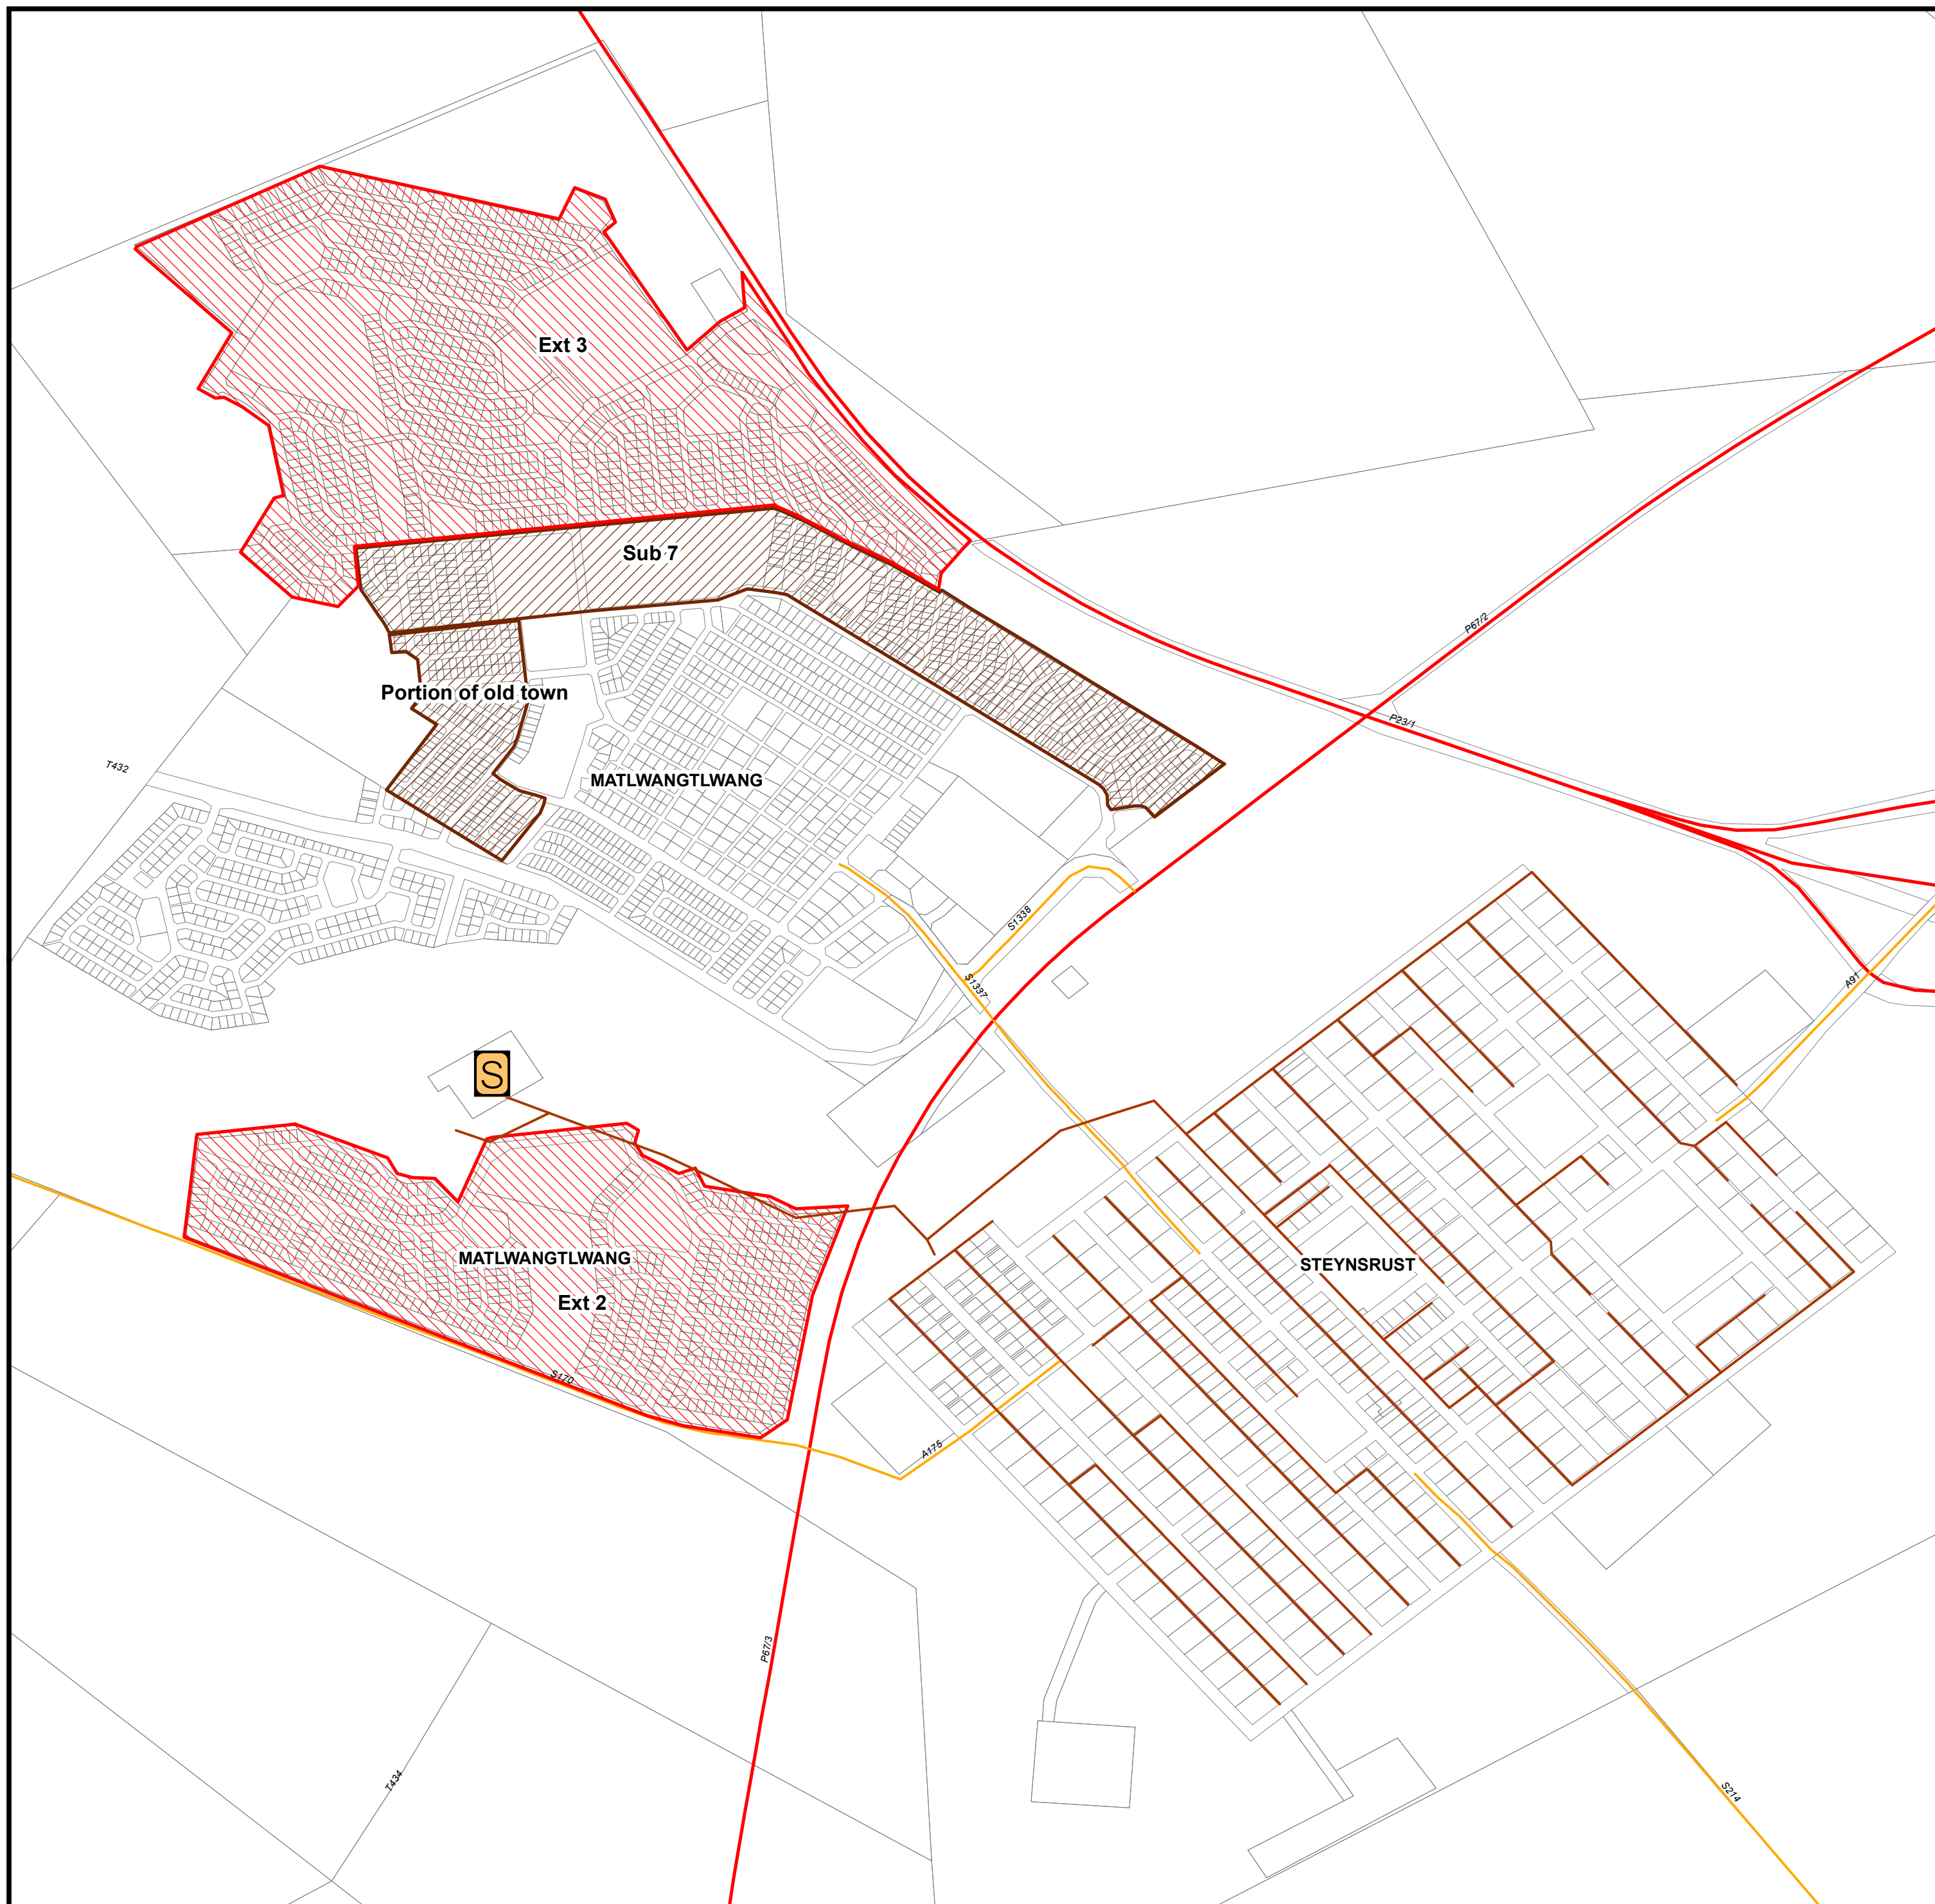 Ext 3
Sub 7
P67/2
Portion of old town
P23/1
T432
MATLWANGTLWANG
S1338
A91
S1337
S
MATLWANGTLWANG
STEYNSRUST
Ext 2
S170
A175
P67/3
T434
S214